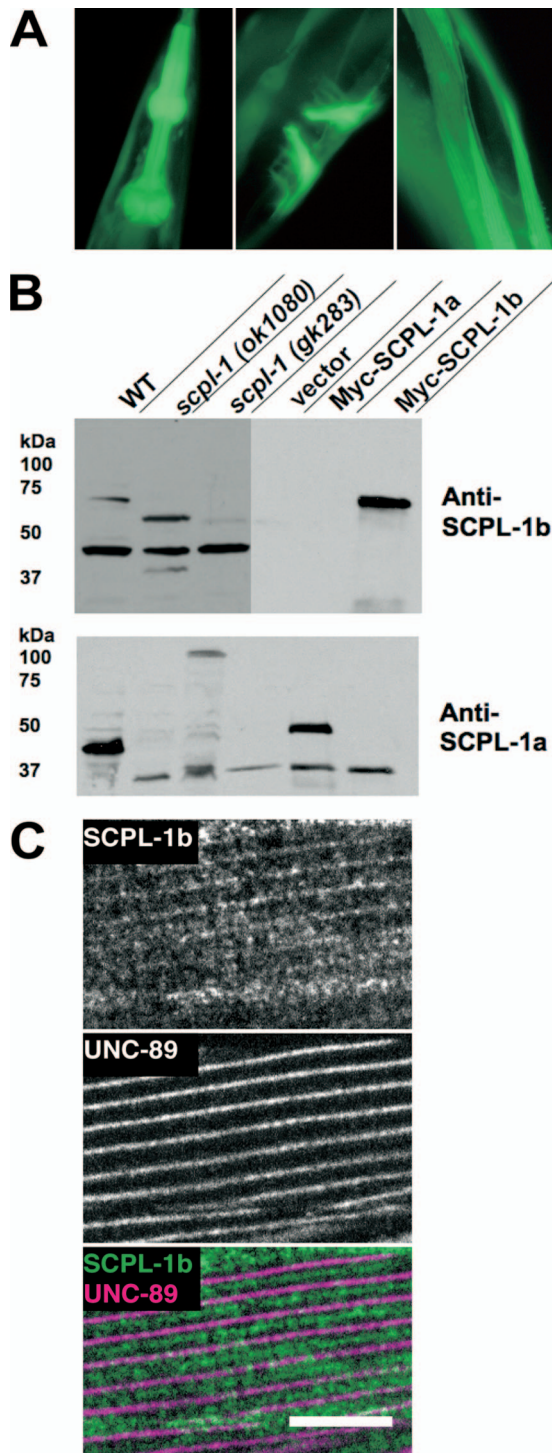 A
B
WT
scpl-1 (ok1080)
scpl-1 (gk283)
vector
Myc-SCPL-1a
Myc-SCPL-1b
kDa
100
75
50
37
Anti-
SCPL-1b
kDa
100
75
50
37
Anti-
SCPL-1a
C
SCPL-1b
UNC-89
SCPL-1b
UNC-89